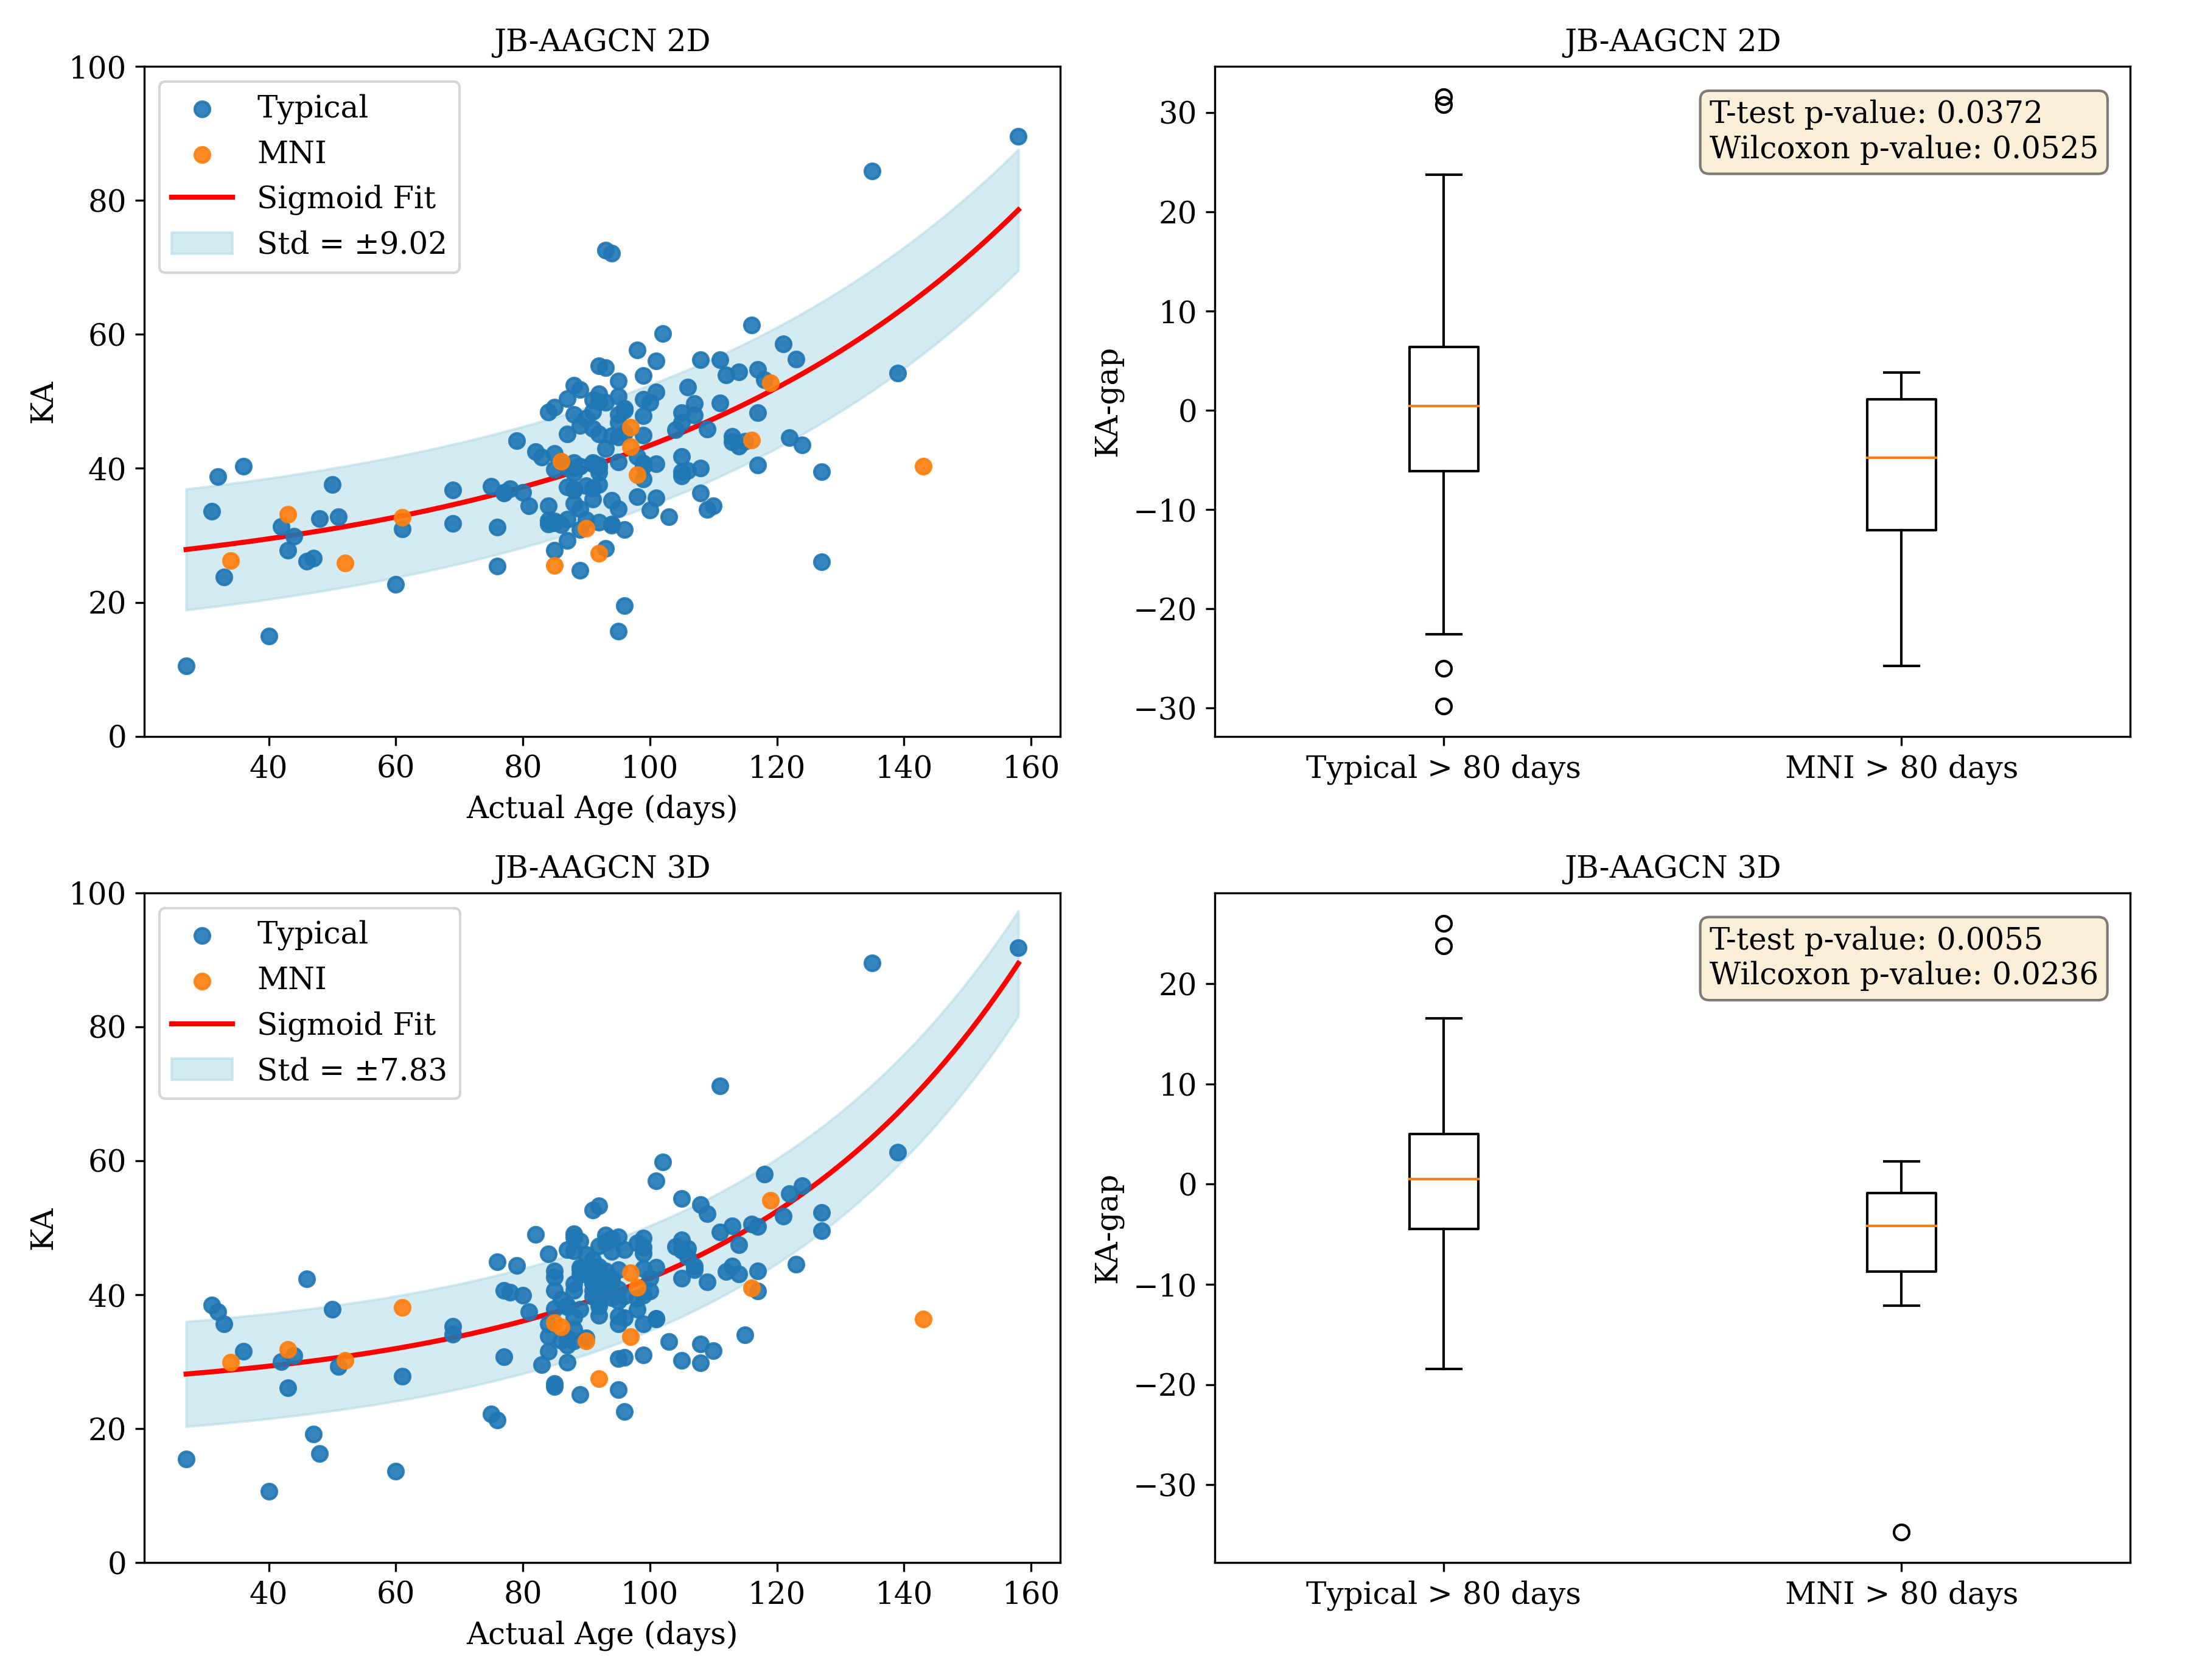 JB-AAGCN 2D
100
80
60
40
20
0
KA
Typical
MNI
Sigmoid Fit
Std = ±9.02
40 60 80 100 120 140 160
Actual Age (days)
JB-AAGCN 2D
30
20
10
0
−10
−20
−30
KA-gap
T-test p-value: 0.0372
Wilcoxon p-value: 0.0525
Typical > 80 days MNI > 80 days
JB-AAGCN 3D
100
80
60
40
20
0
KA
Typical
MNI
Sigmoid Fit
Std = ±7.83
40 60 80 100 120 140 160
Actual Age (days)
JB-AAGCN 3D
20
10
0
−10
−20
−30
KA-gap
T-test p-value: 0.0055
Wilcoxon p-value: 0.0236
Typical > 80 days MNI > 80 days